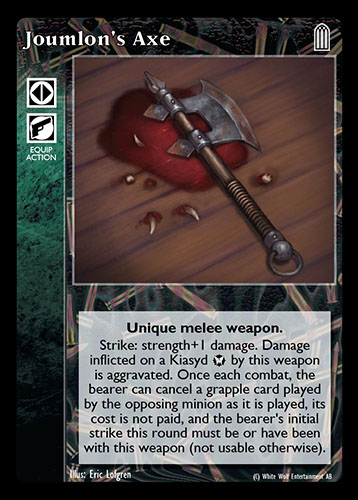 Joumlon's Axe
EQUIP
ACTION
Unique melee weapon.
Strike: strength+1 damage. Damage
inflicted on a Kiasyd by this weapon
is aggravated. Once each combat, the
bearer can cancel a grapple card played
by the opposing minion as it is played, its
cost is not paid, and the bearer's initial
strike this round must be or have been
with this weapon (not usable otherwise).
Illus: Eric Lofgren
(C) White Wolf Entertainment AB